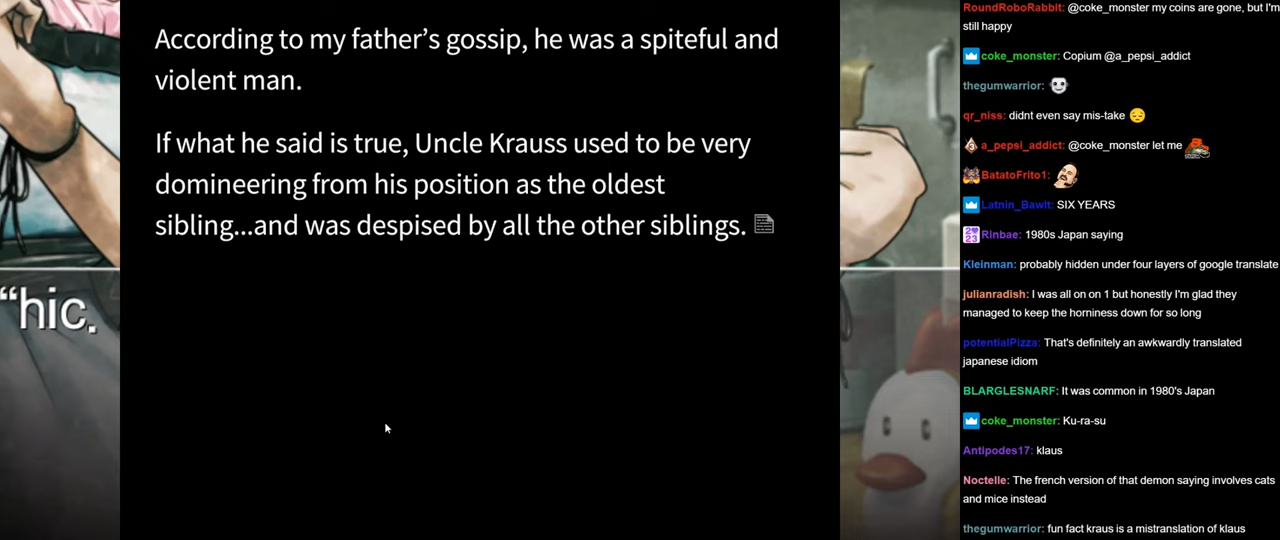 According to my father’s gossip, he was a spiteful and
violent man.
If what he said is true, Uncle Krauss used to be very
domineering from his position as the oldest
sibling...and was despised by all the other siblings.
“hic.
RoundRoboRabbit: @coke_monster my coins are gone, but I'm
still happy
coke_monster: Copium @a_pepsi_addict
thegumwarrior:
qr_niss: didnt even say mis-take
a_pepsi_addict: @coke_monster let me
BatatoFrito1:
Latnin_Bawlt: SIX YEARS
Rinbae: 1980s Japan saying
Kleinman: probably hidden under four layers of google translate
julianradish: I was all on on 1 but honestly I'm glad they
managed to keep the horniness down for so long
potentialPizza: That's definitely an awkwardly translated
japanese idiom
BLARGLESNARF: It was common in 1980's Japan
coke_monster: Ku-ra-su
Antipodes17: klaus
Noctelle: The french version of that demon saying involves cats
and mice instead
thegumwarrior: fun fact kraus is a mistranslation of klaus